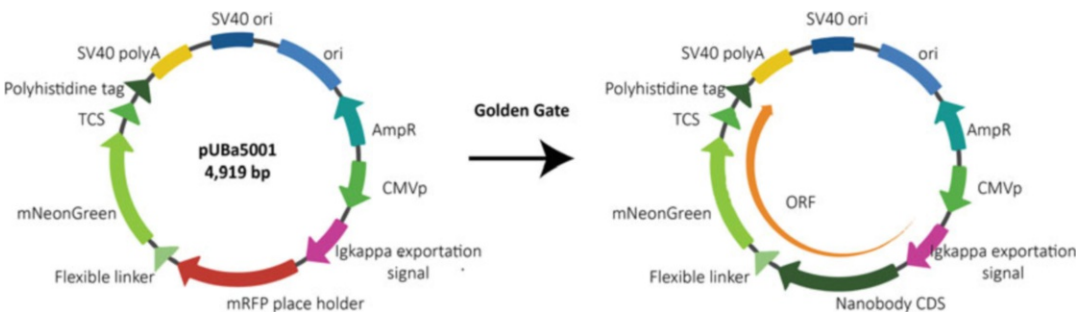 SV40 ori
SV40 polyA
ori
Polyhistidine tag
TCS
AmpR
pUBa5001
4,919 bp
CMVp
mNeonGreen
Igkappa exportation
signal
Flexible linker
mRFP place holder
Golden Gate
SV40 ori
SV40 polyA
ori
Polyhistidine tag
TCS
AmpR
CMVp
ORF
mNeonGreen
Igkappa exportation
signal
Flexible linker
Nanobody CDS